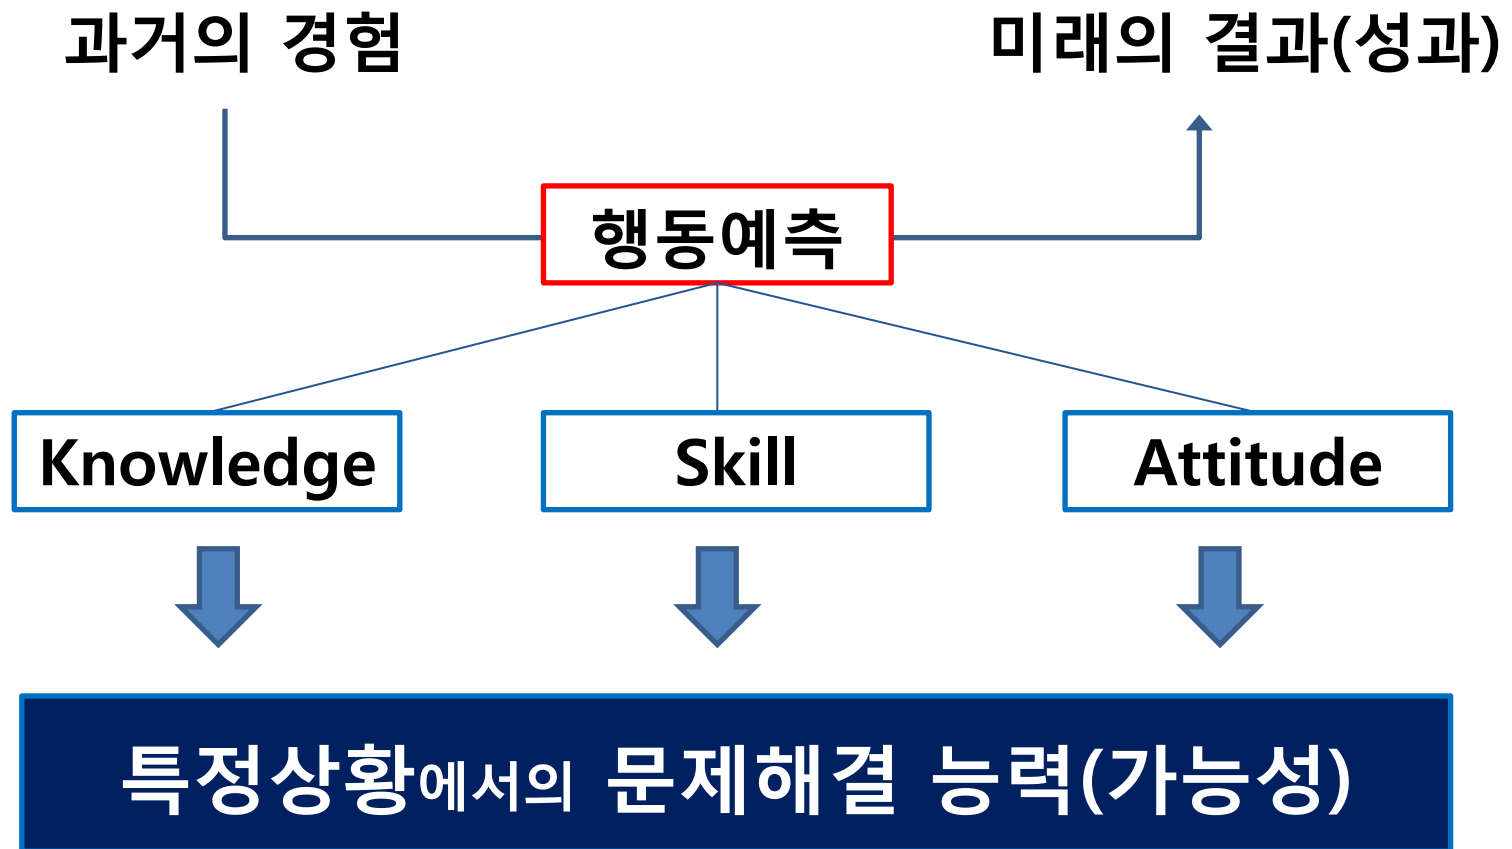 과거의 경험
미래의 결과(성과)
행동예측
Knowledge
Skill
Attitude
특정상황에서의 문제해결 능력(가능성)